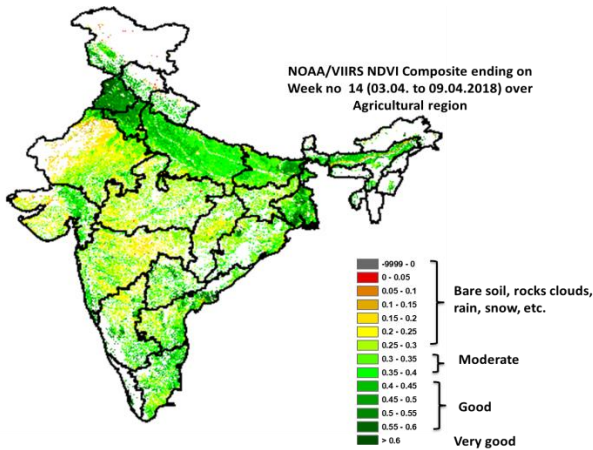 NOAA/VIIRS NDVI Composite ending on
Week no 14 (03.04. to 09.04.2018) over
Agricultural region
-9999 - 0
0 - 0.05
0.05 - 0.1
0.1 - 0.15
0.15 - 0.2
0.2 - 0.25
0.25 - 0.3
0.3 - 0.35
0.35 - 0.4
0.4 - 0.45
0.45 - 0.5
0.5 - 0.55
0.55 - 0.6
> 0.6
Bare soil, rocks clouds,
rain, snow, etc.
Moderate
Good
Very good